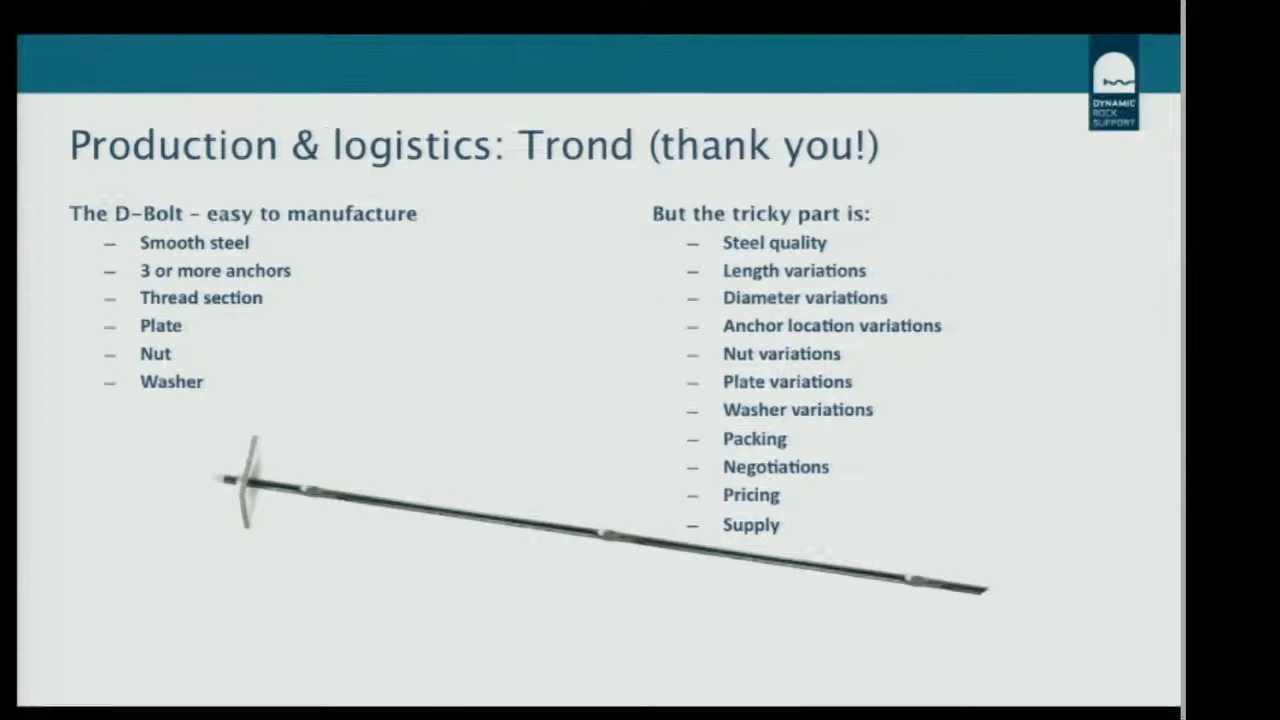 DYNAMIC
ROCK
SUPPORT
Production & logistics: Trond (thank you!)
The D-Bolt - easy to manufacture
– Smooth steel
– 3 or more anchors
– Thread section
– Plate
– Nut
– Washer
But the tricky part is:
– Steel quality
– Length variations
– Diameter variations
– Anchor location variations
– Nut variations
– Plate variations
– Washer variations
– Packing
– Negotiations
– Pricing
– Supply